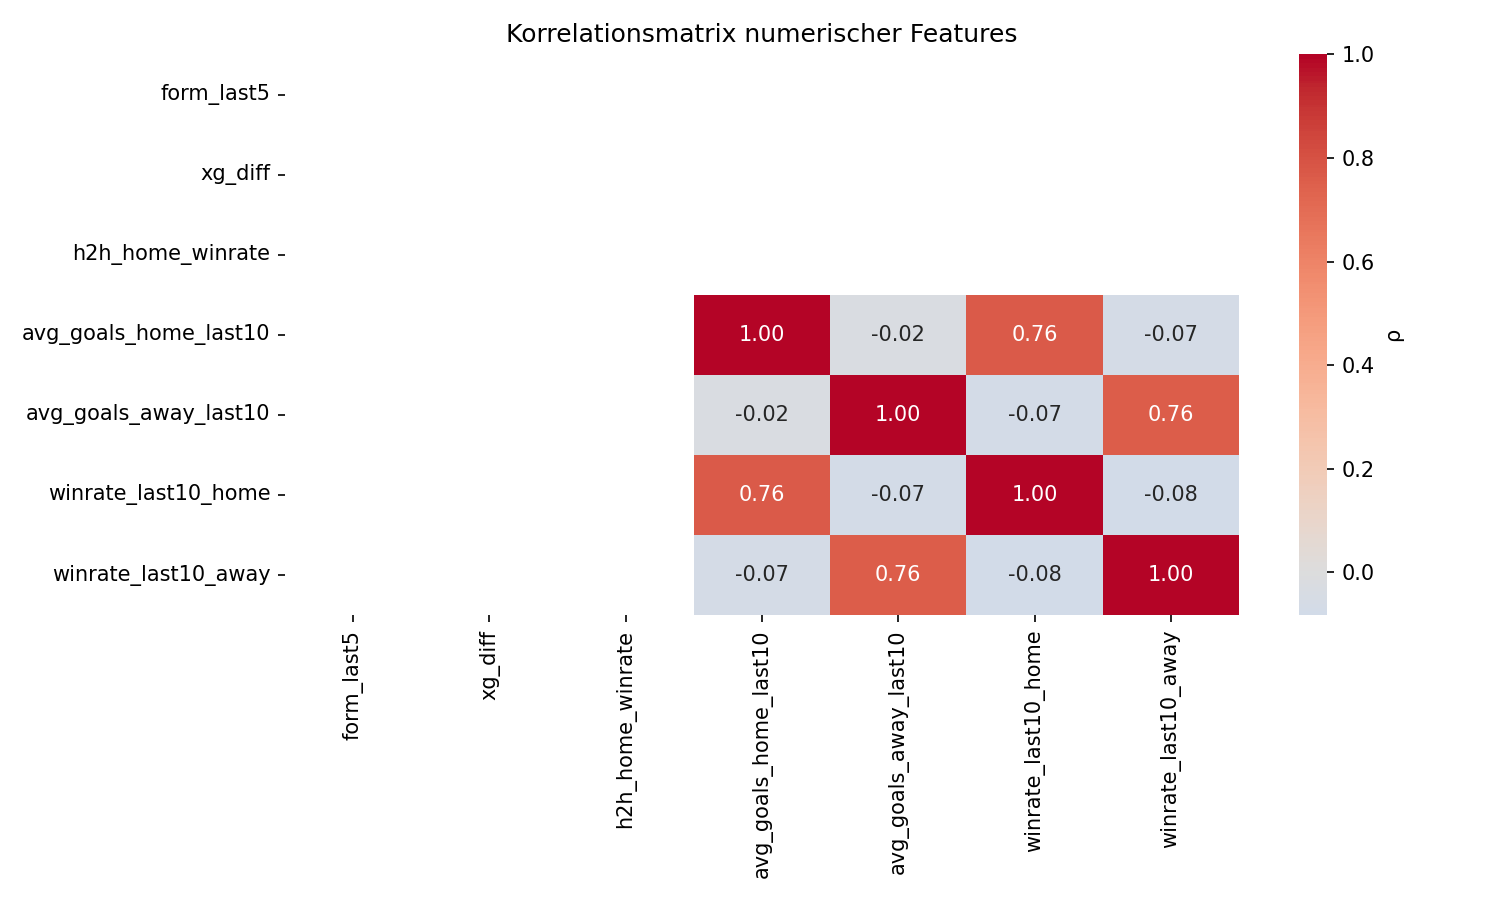 Korrelationsmatrix numerischer Features
form_last5
xg_diff
h2h_home_winrate
avg_goals_home_last10
avg_goals_away_last10
winrate_last10_home
winrate_last10_away
1.00 -0.02 0.76 -0.07
-0.02 1.00 -0.07 0.76
0.76 -0.07 1.00 -0.08
-0.07 0.76 -0.08 1.00
form_last5
xg_diff
h2h_home_winrate
avg_goals_home_last10
avg_goals_away_last10
winrate_last10_home
winrate_last10_away
1.0
0.8
0.6
0.4
0.2
0.0
ρ